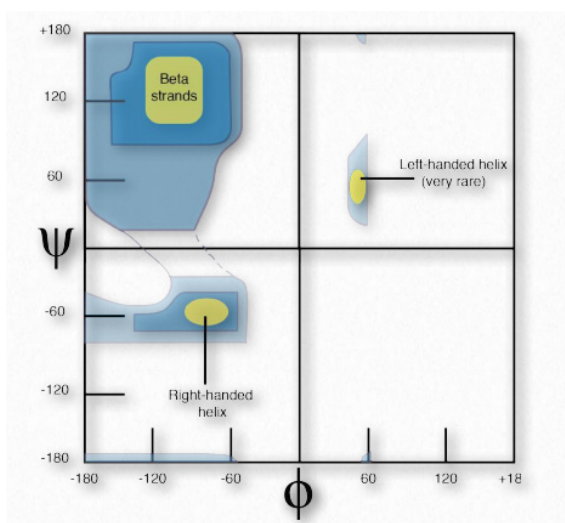 +180
Beta
strands
120
Left-handed helix
(very rare)
60
ψ
-60
-120
Right-handed
helix
-180
-180
-120
-60
ϕ
60
120
+18